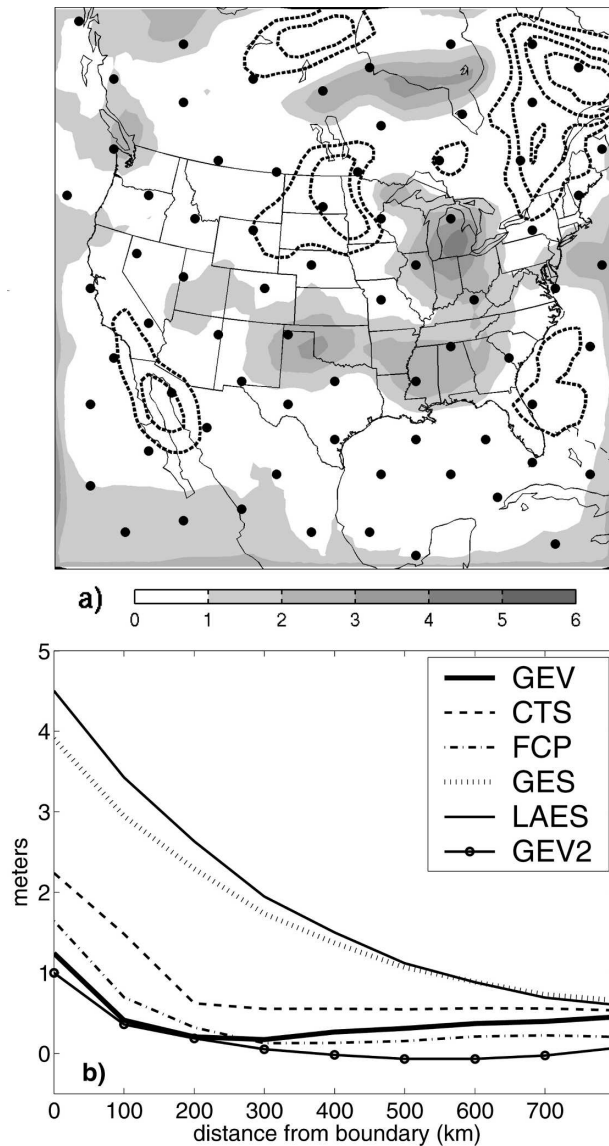 a)
0 1 2 3 4 5 6
5
4
3
2
1
0
meters
GEV
CTS
FCP
GES
LAES
GEV2
b)
0 100 200 300 400 500 600 700
distance from boundary (km)